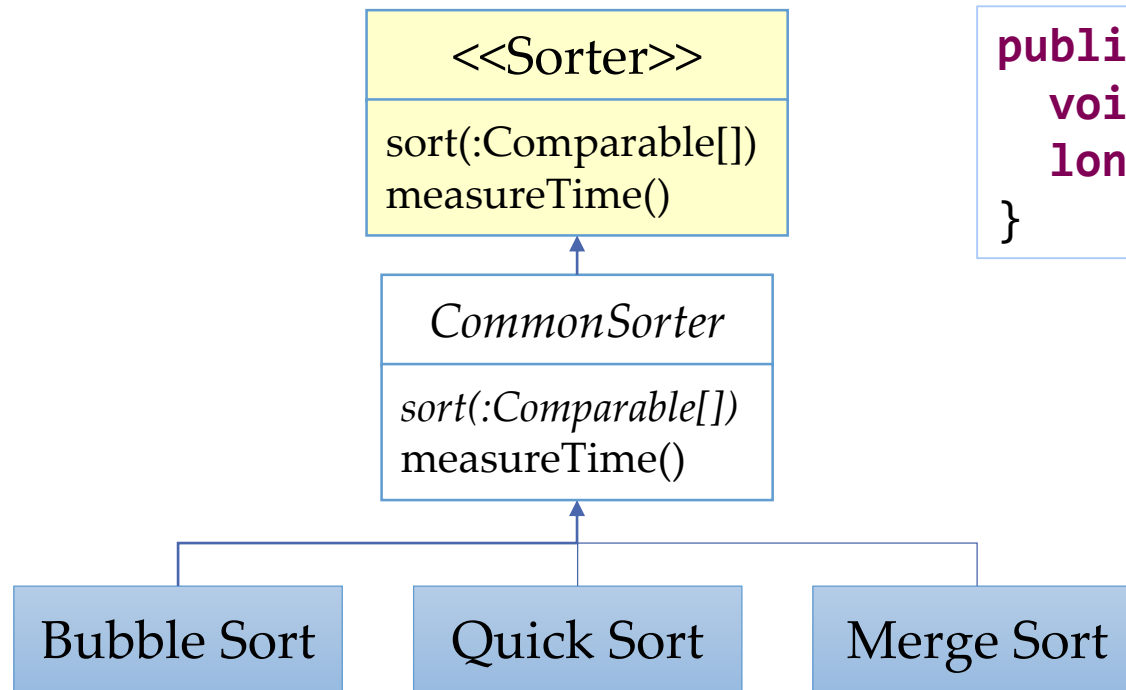 <<Sorter>>
sort(:Comparable[])
measureTime()
}
CommonSorter
sort(:Comparable[])
measureTime()
Bubble Sort
Quick Sort
Merge Sort